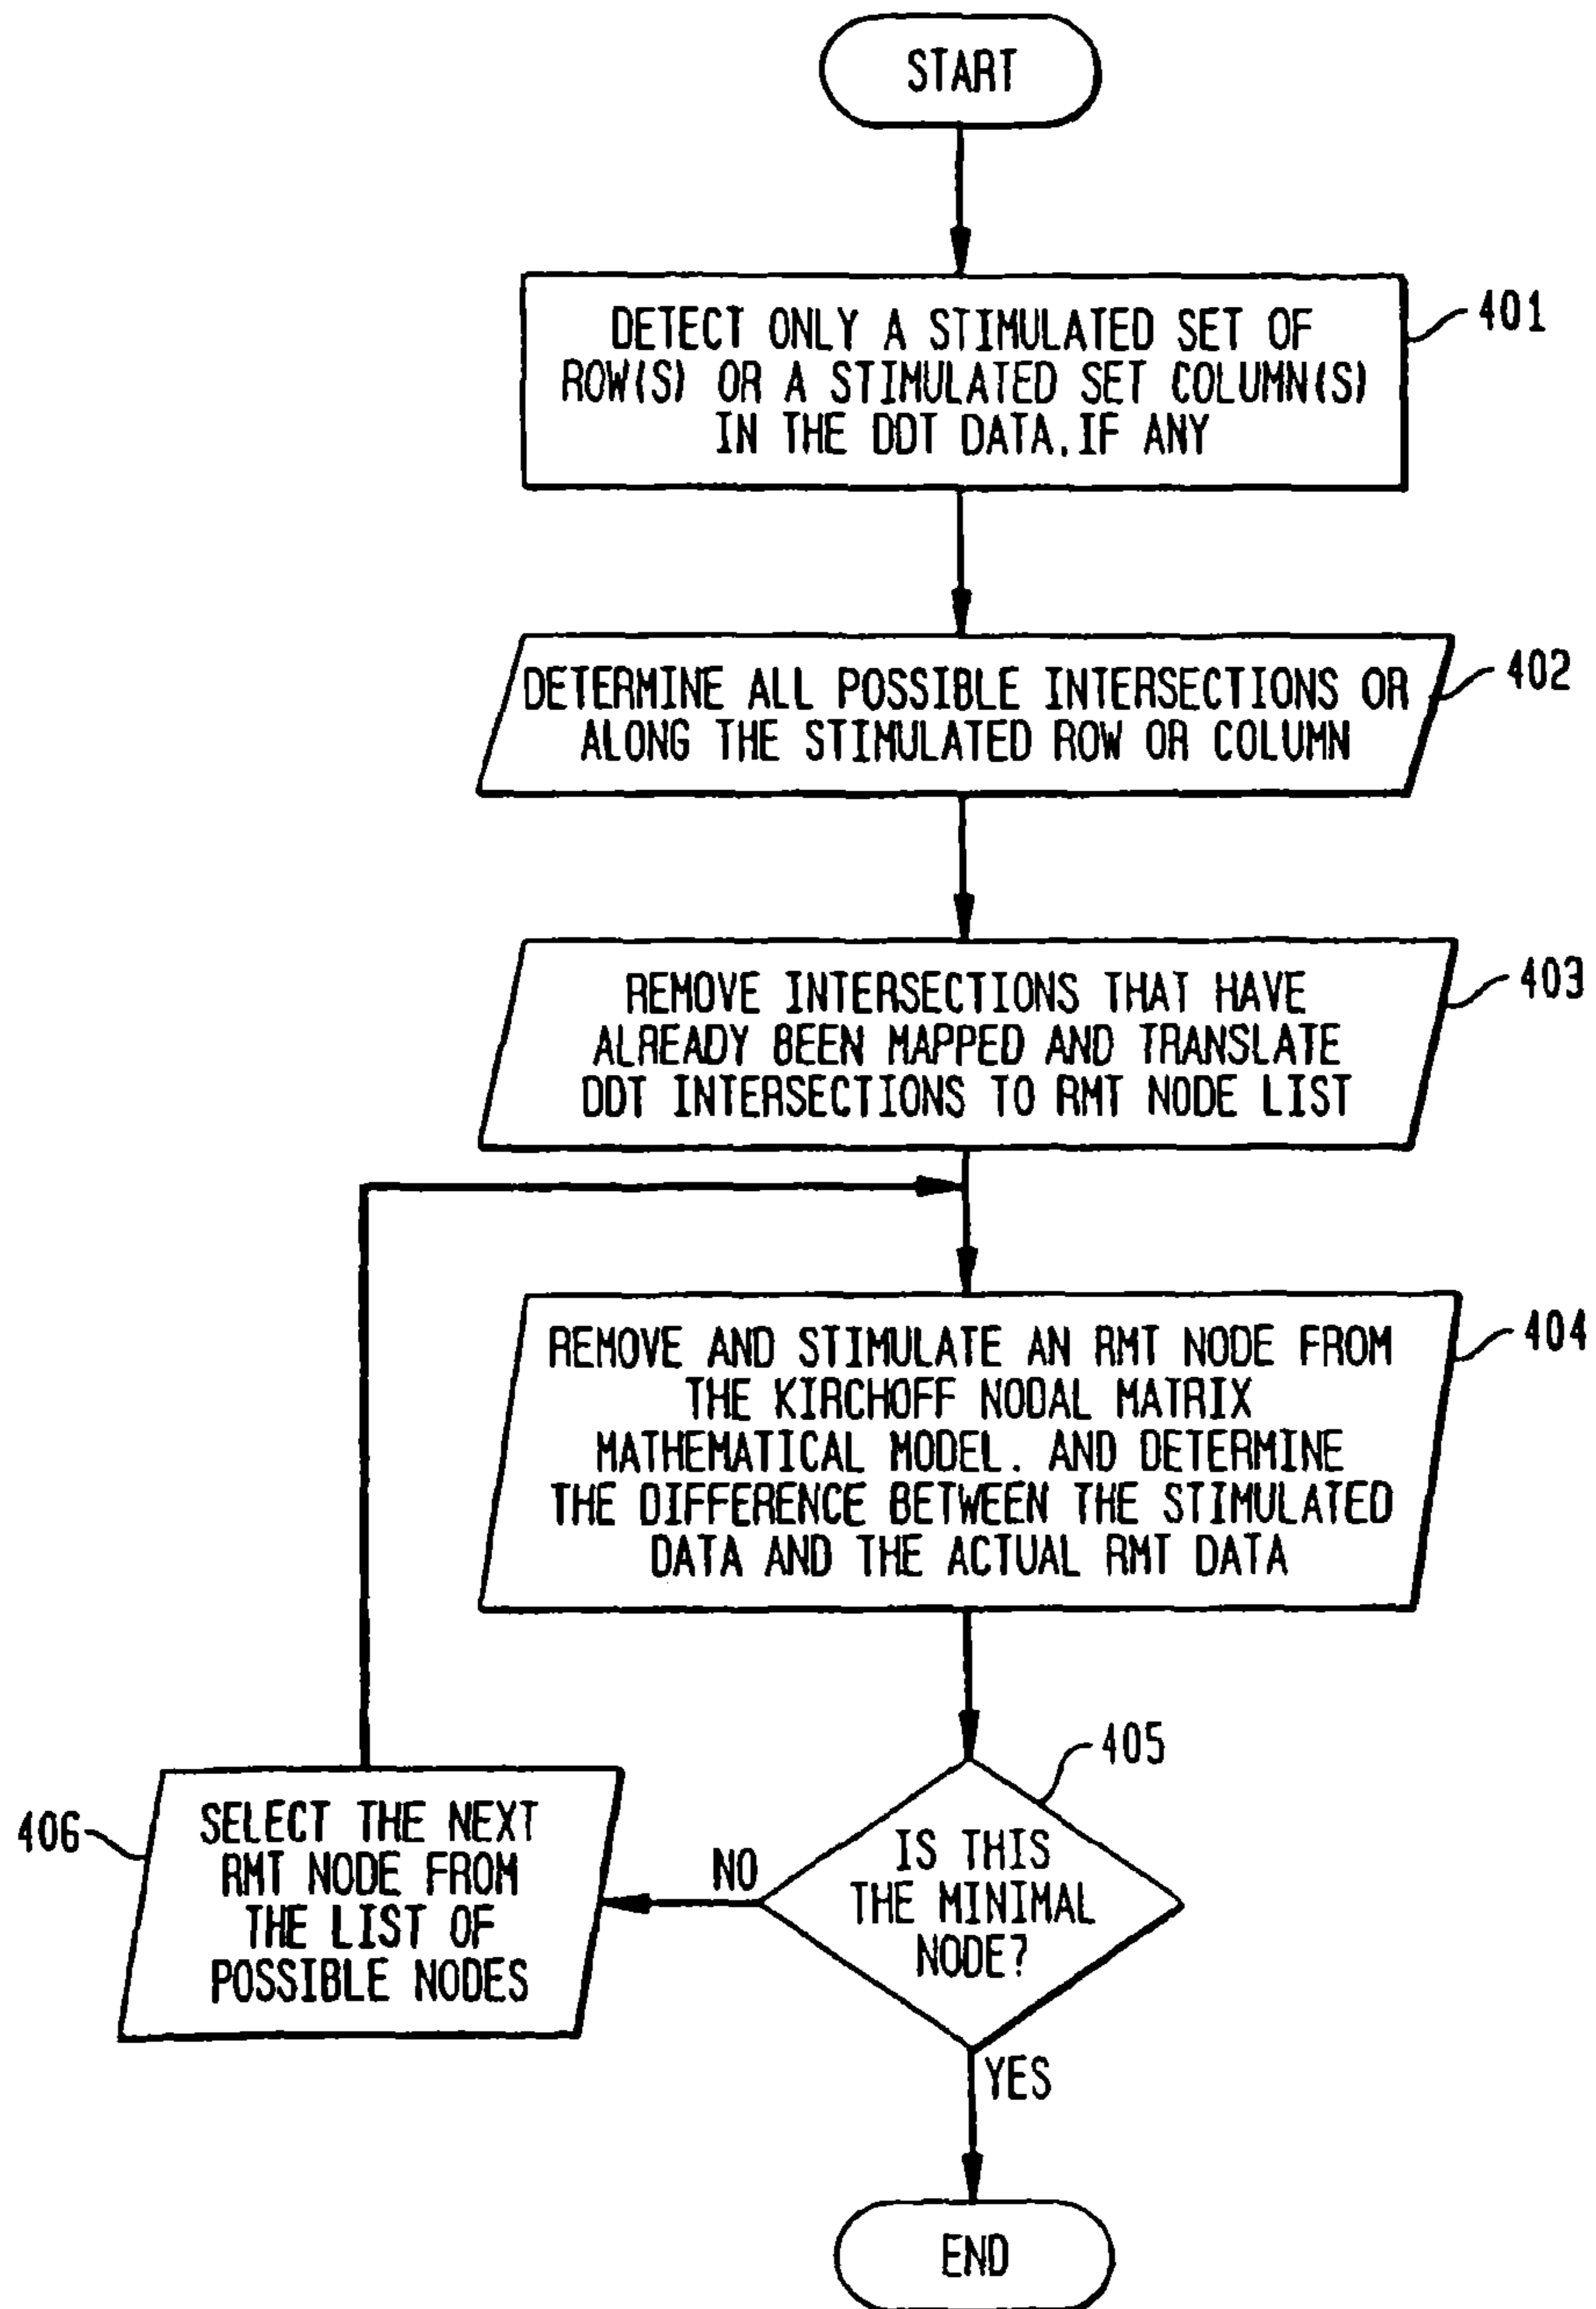 START
DETECT ONLY A STIMULATED SET OF
ROW(S) OR A STIMULATED SET COLUMN(S)
IN THE DDT DATA, IF ANY
401
DETERMINE ALL POSSIBLE INTERSECTIONS OR
ALONG THE STIMULATED ROW OR COLUMN
402
REMOVE INTERSECTIONS THAT HAVE
ALREADY BEEN MAPPED AND TRANSLATE
DDT INTERSECTIONS TO RMT NODE LIST
403
REMOVE AND STIMULATE AN RMT NODE FROM
THE KIRCHOFF NODAL MATRIX
MATHEMATICAL MODEL. AND DETERMINE
THE DIFFERENCE BETWEEN THE STIMULATED
DATA AND THE ACTUAL RMT DATA
404
405
IS THIS
THE MINIMAL
NODE?
NO
406
SELECT THE NEXT
RMT NODE FROM
THE LIST OF
POSSIBLE NODES
YES
END